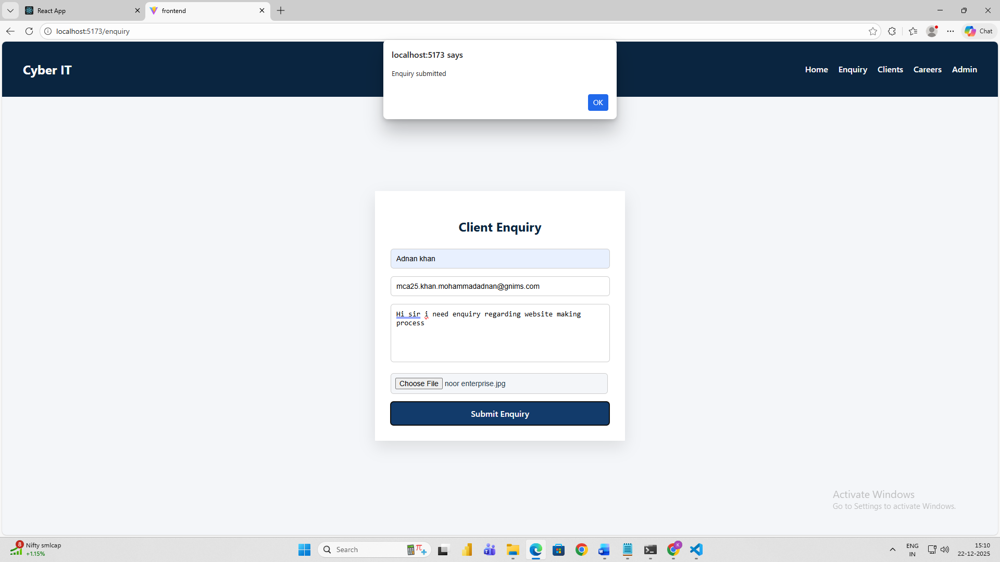 React App
frontend
localhost:5173/enquiry
Chat
localhost:5173 says
Enquiry submitted
OK
Cyber IT
Home
Enquiry
Clients
Careers
Admin
Client Enquiry
Adnan khan
mca25.khan.mohammadadnan@gnims.com
Hi sir i need enquiry regarding website making
process
Choose File noor enterprise.jpg
Submit Enquiry
Activate Windows
Go to Settings to activate Windows.
8
Nifty smlcap
+1.15%
Search
K
ENG
IN
15:10
22-12-2025